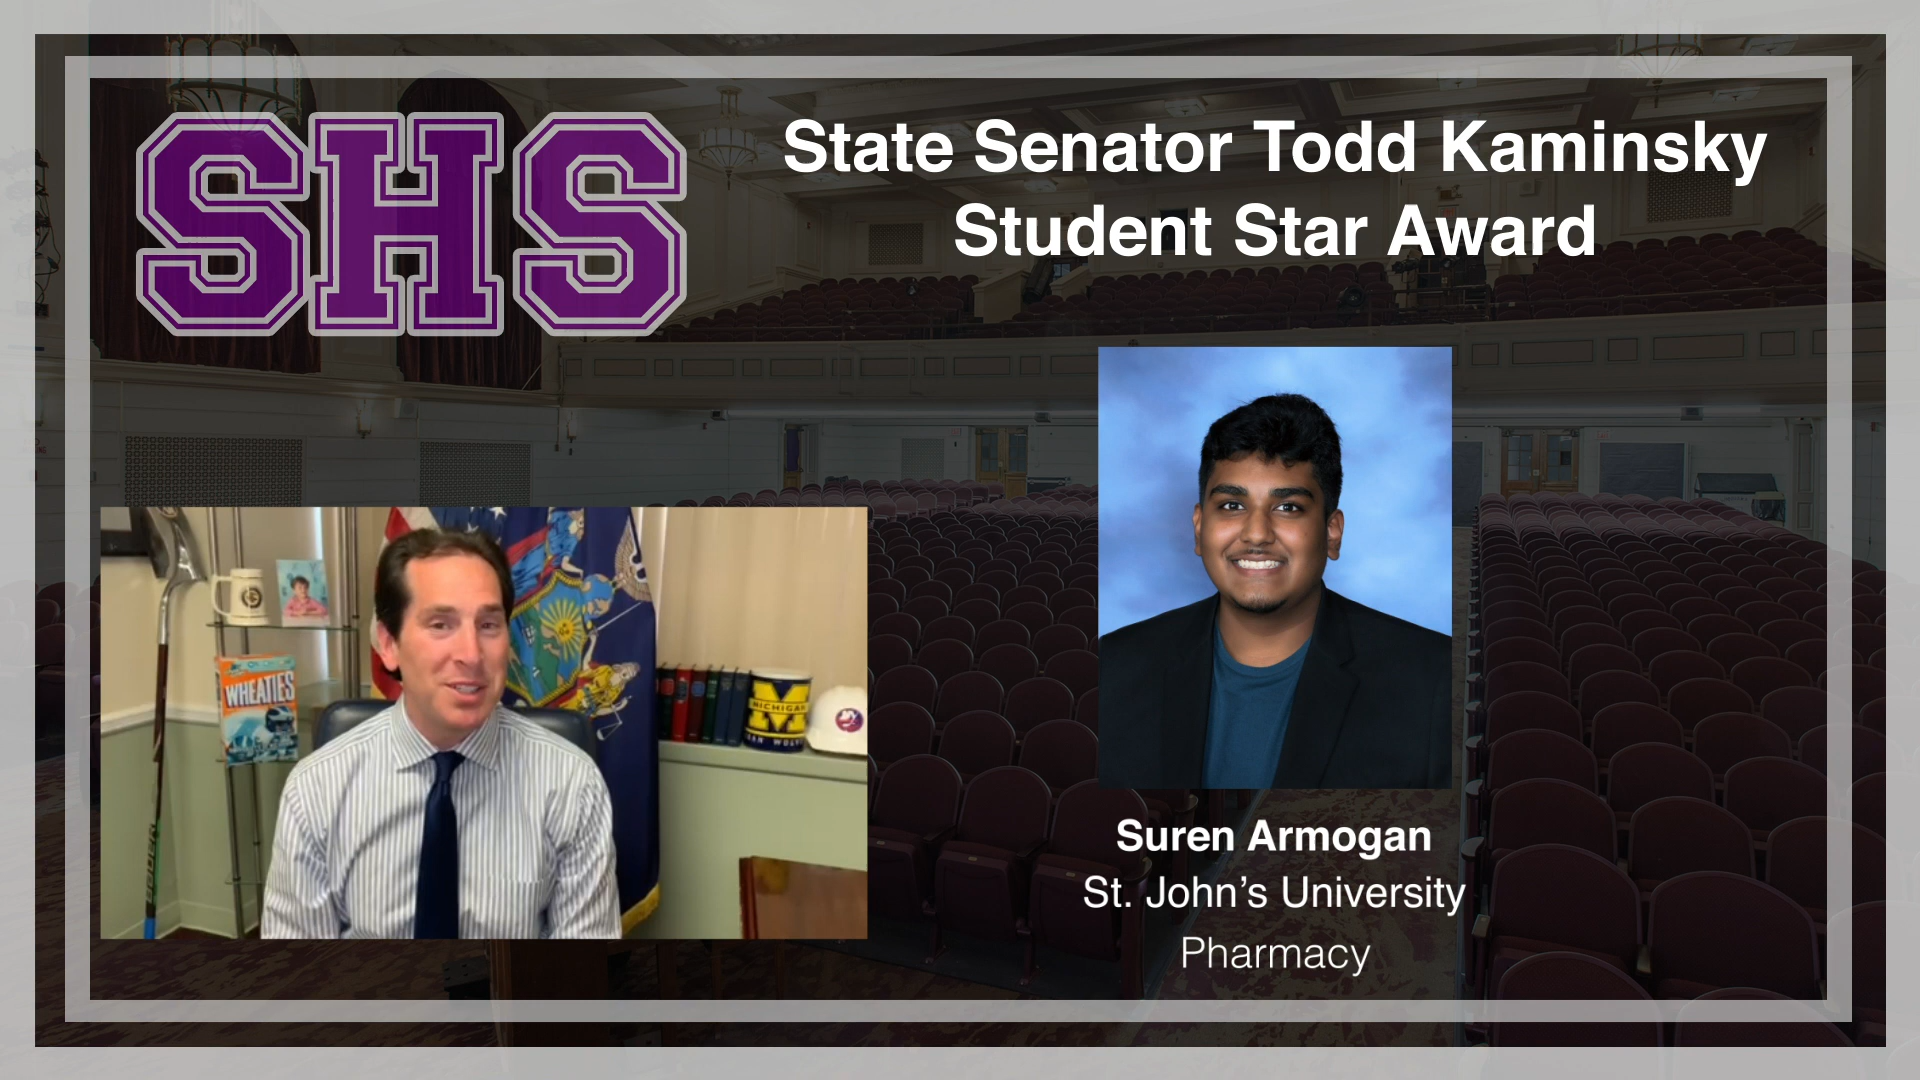 SHS
State Senator Todd Kaminsky
Student Star Award
WHEATIES
MICHIGAN
M
Suren Armogan
St. John’s University
Pharmacy